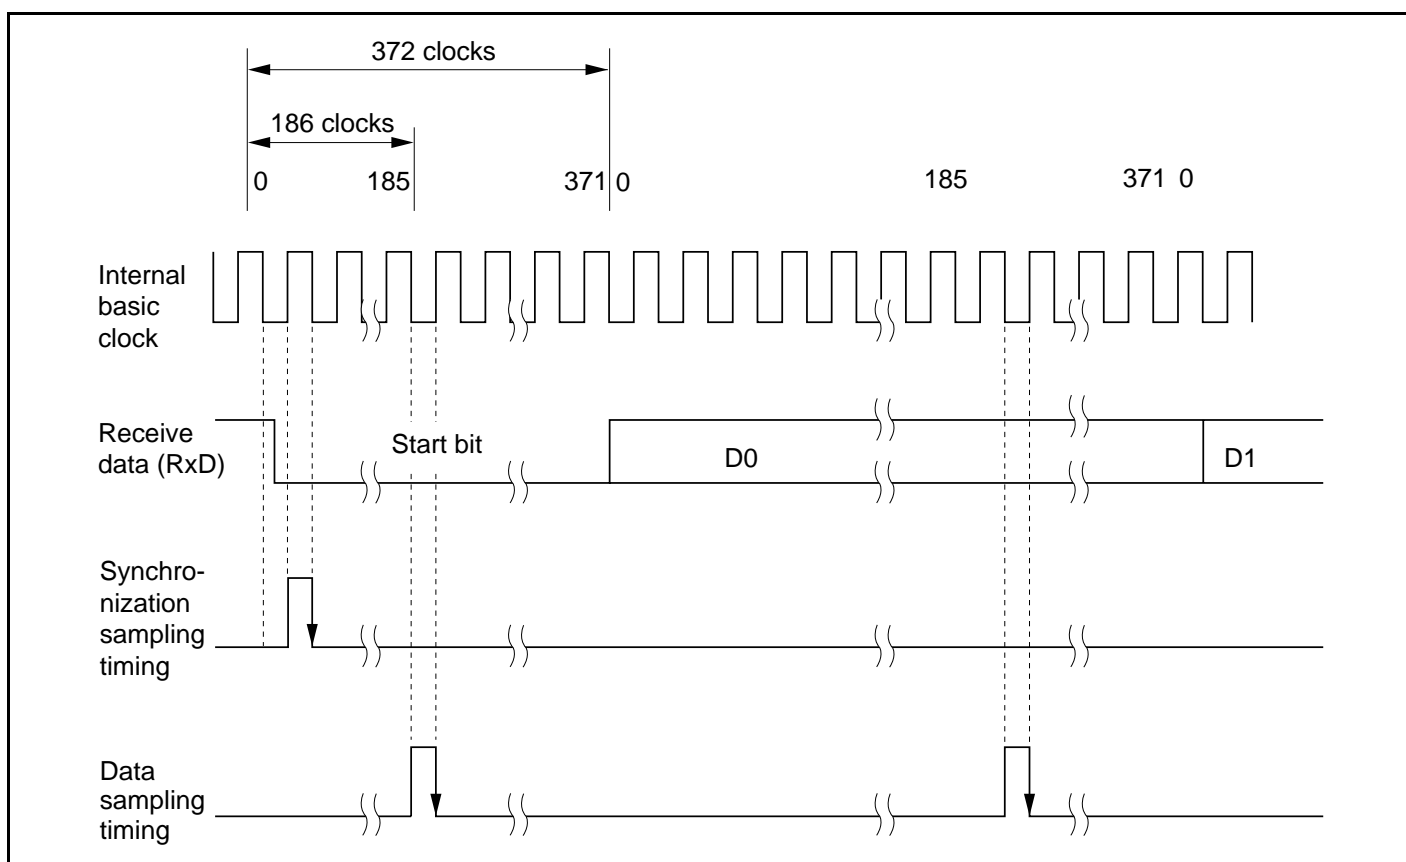 372 clocks
186 clocks
0 185 371 0 185 371 0
Internal
basic
clock
Receive
data (RxD)
Start bit
D0
D1
Synchro-
nization
sampling
timing
Data
sampling
timing